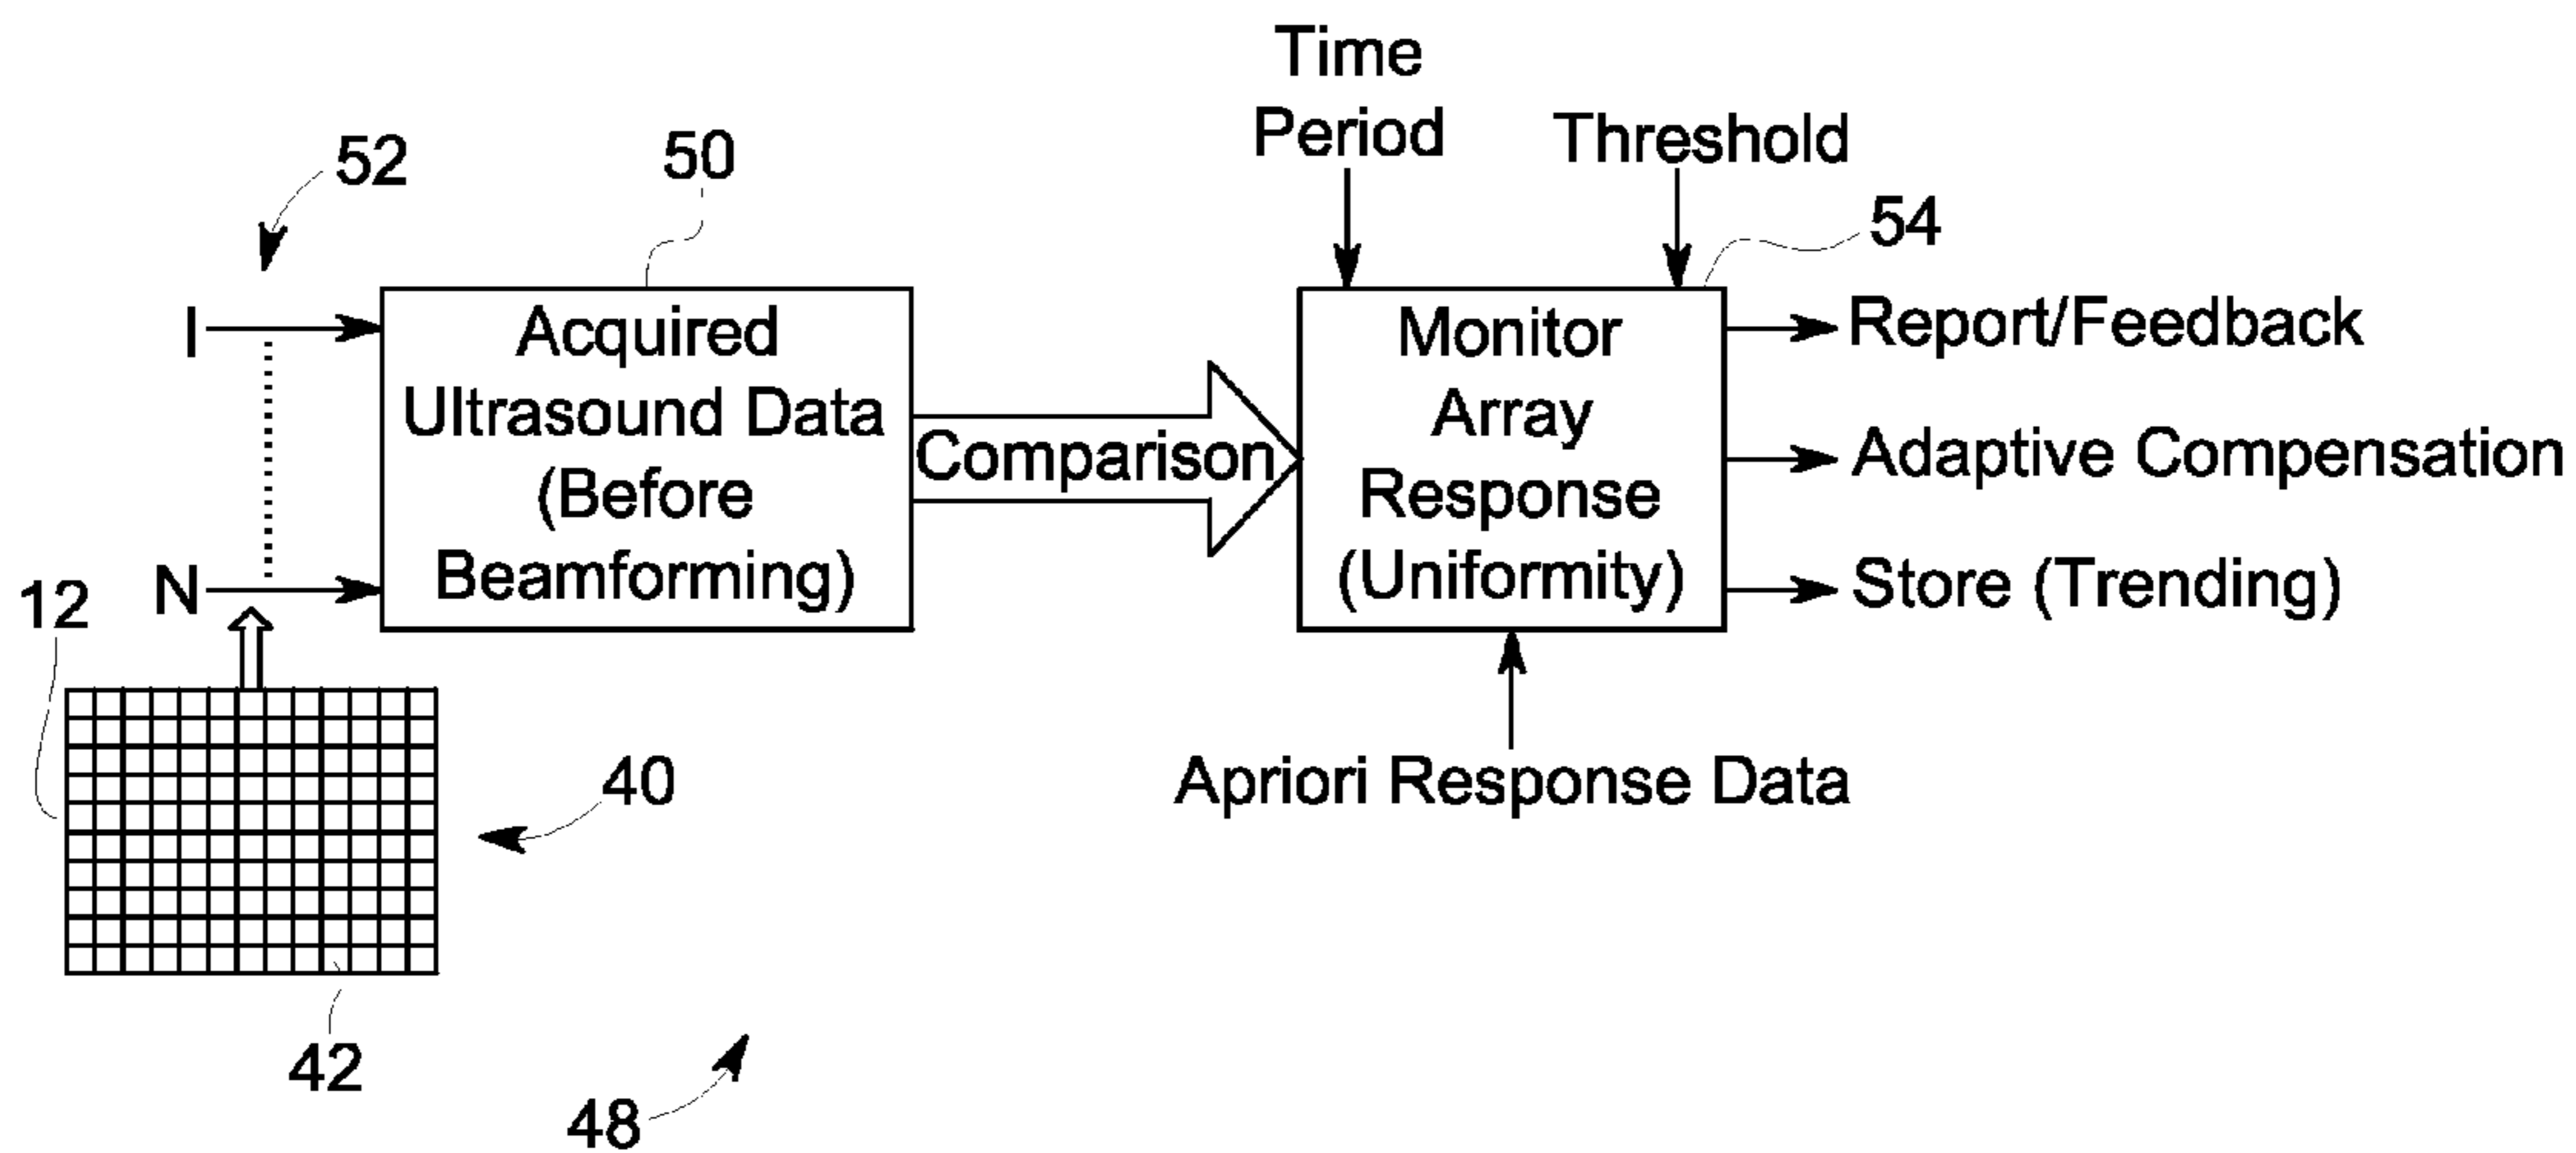 Time
Period
Threshold
52
50
54
I
Acquired
Ultrasound Data
(Before
Beamforming)
Comparison
Monitor
Array
Response
(Uniformity)
Report/Feedback
Adaptive Compensation
Store (Trending)
N
12
40
Apriori Response Data
42
48